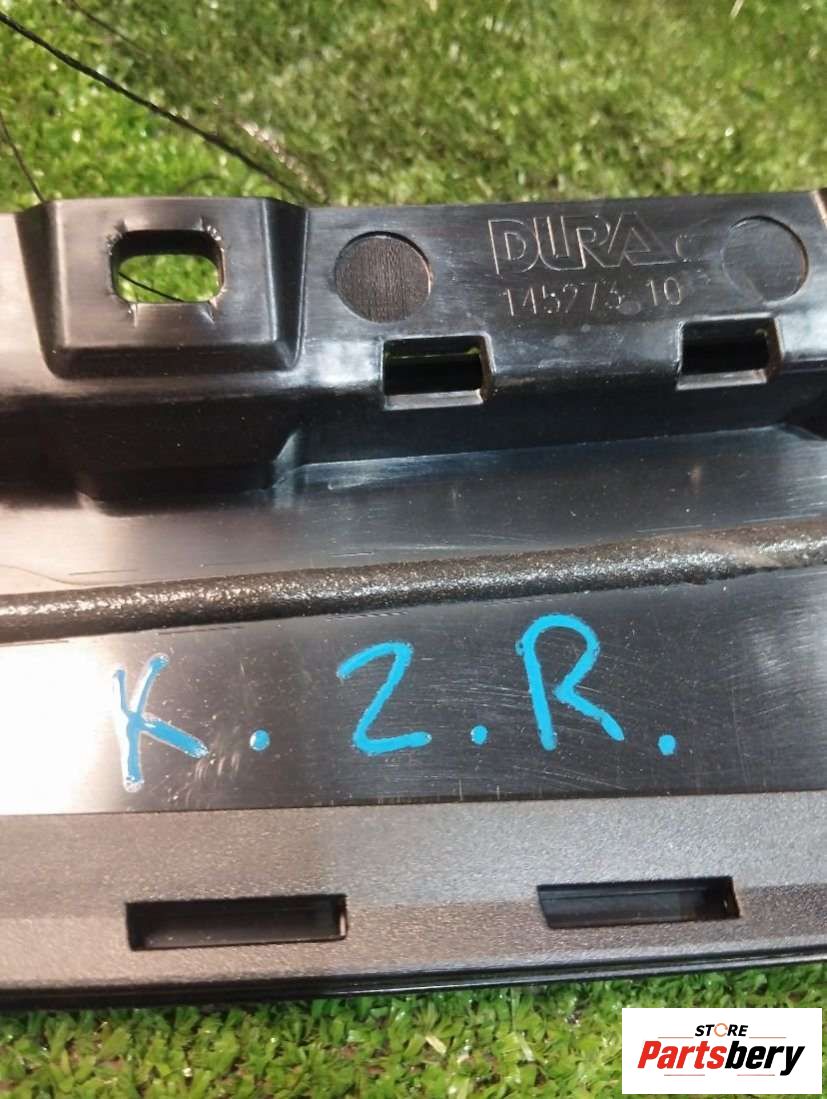 DURA
145273 10
K.2.R.
STORE
Partsbery